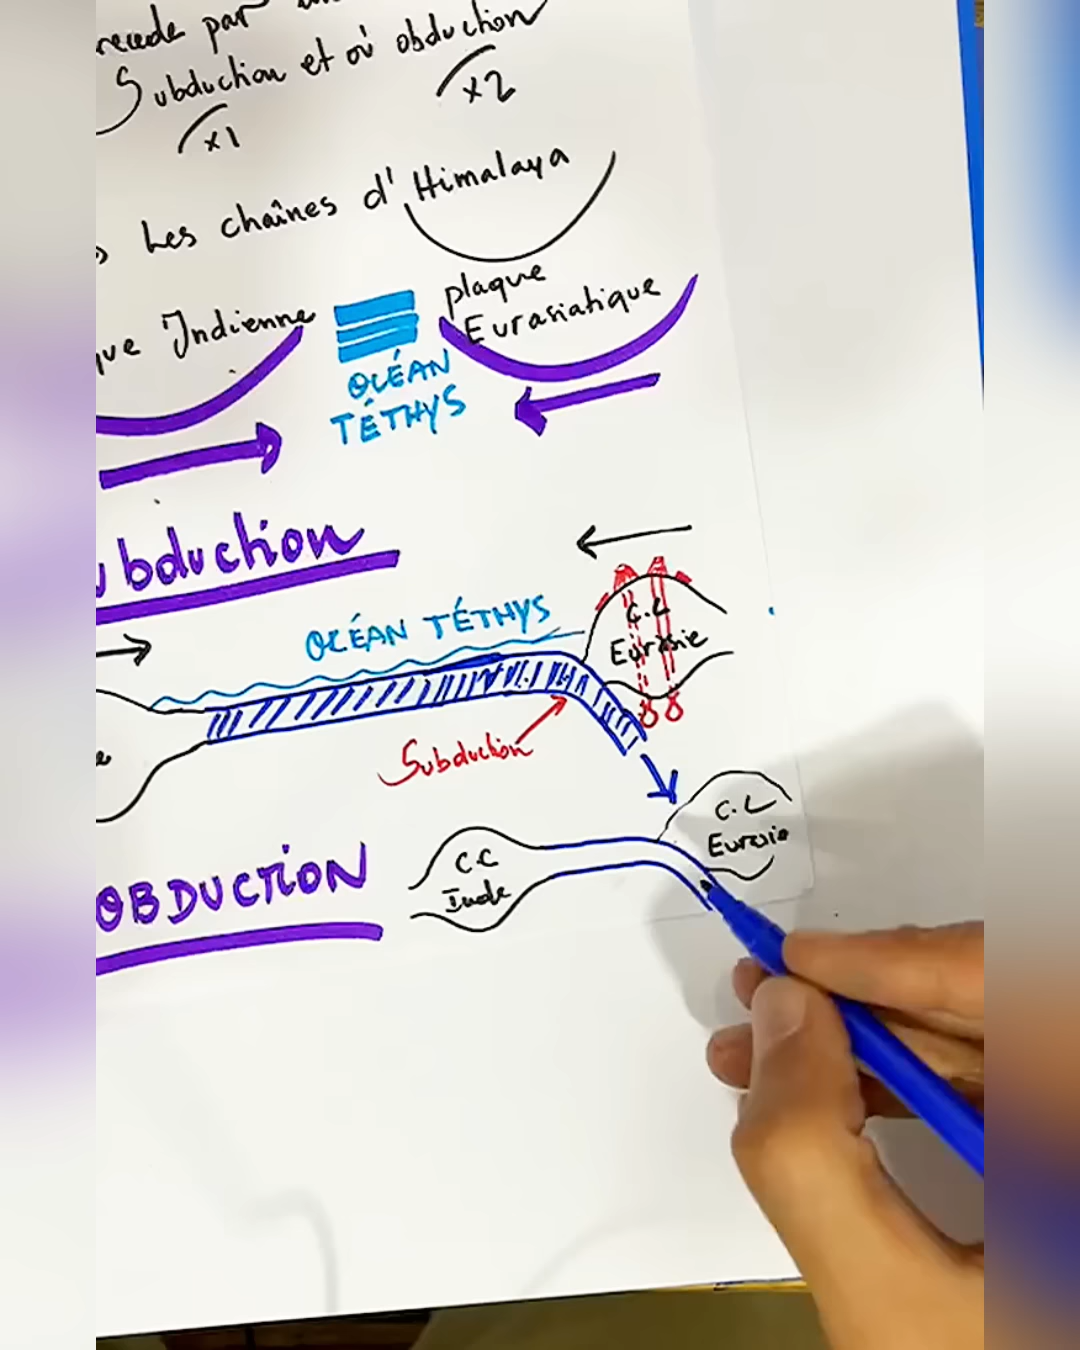 par
Subduction et où obduction
x1 x2
Les chaînes d'Himalaya
Indienne
plaque
Eurasiatique
OCÉAN
TÉTHYS
ubduction
OCÉAN TÉTHYS
C.L
Eurasie
Subduction
C.L
Eurasie
OBDUCTION
C.C
Inde